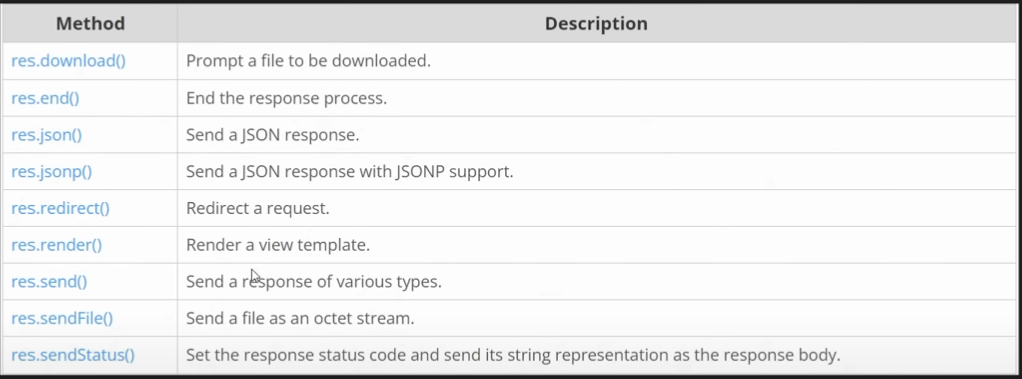 Method Description
res.download() Prompt a file to be downloaded.
res.end() End the response process.
res.json() Send a JSON response.
res.jsonp() Send a JSON response with JSONP support.
res.redirect() Redirect a request.
res.render() Render a view template.
res.send() Send a response of various types.
res.sendFile() Send a file as an octet stream.
res.sendStatus() Set the response status code and send its string representation as the response body.